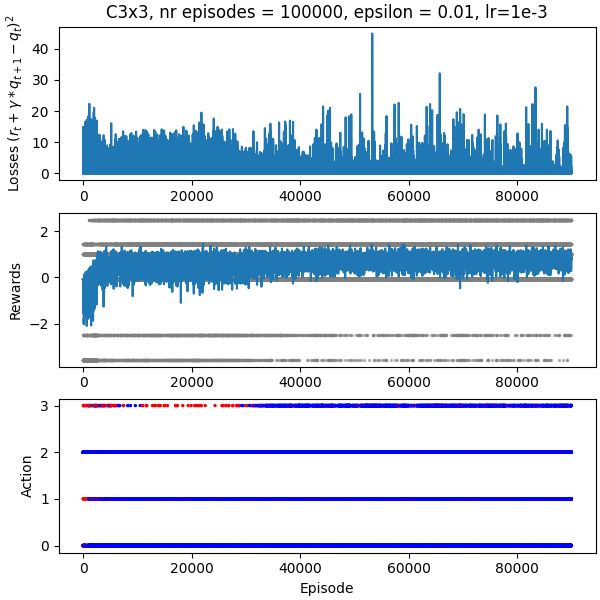 C3x3, nr episodes = 100000, epsilon = 0.01, lr=1e-3
Losses $(r_t + \gamma * q_{t+1} - q_t)^2$
40
30
20
10
0
0 20000 40000 60000 80000
Rewards
2
0
−2
0 20000 40000 60000 80000
Action
3
2
1
0
0 20000 40000 60000 80000
Episode